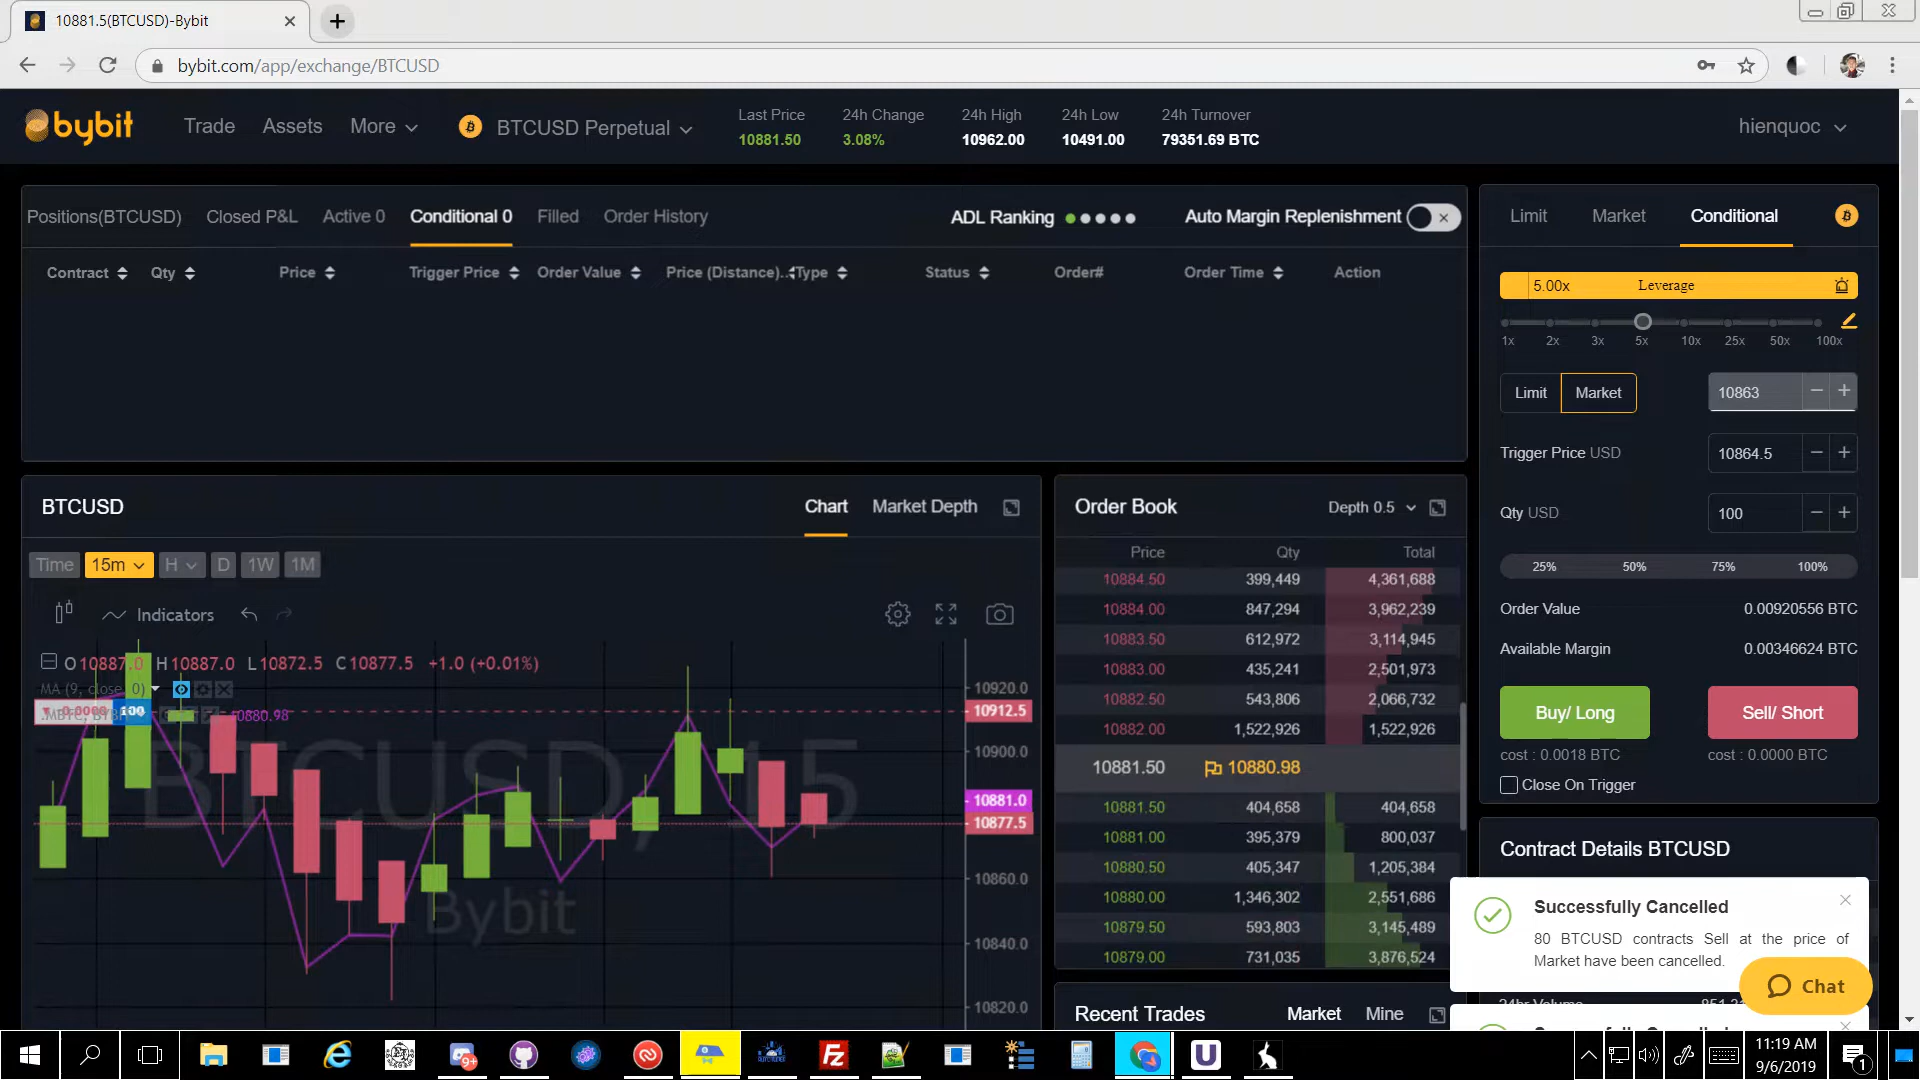 10881.5(BTCUSD)-Bybit
bybit.com/app/exchange/BTCUSD
bybit Trade Assets More BTCUSD Perpetual
Last Price 24h Change 24h High 24h Low 24h Turnover
10881.50 3.08% 10962.00 10491.00 79351.69 BTC
hienquoc
Positions(BTCUSD) Closed P&L Active 0 Conditional 0 Filled Order History ADL Ranking Auto Margin Replenishment
Contract Qty Price Trigger Price Order Value Price (Distance)... Type Status Order# Order Time Action
Limit Market Conditional
5.00x Leverage
1x 2x 3x 5x 10x 25x 50x 100x
Limit Market 10863
Trigger Price USD 10864.5
Qty USD 100
25% 50% 75% 100%
Order Value 0.00920556 BTC
Available Margin 0.00346624 BTC
Buy/ Long Sell/ Short
cost : 0.0018 BTC cost : 0.0000 BTC
Close On Trigger
Contract Details BTCUSD
BTCUSD Chart Market Depth
Time 15m H D 1W 1M
Indicators
O 10887.0 H 10887.0 L 10872.5 C 10877.5 +1.0 (+0.01%)
MA (9, close, 0)
100
10880.98
BTCUSD, 15
Bybit
10920.0
10912.5
10900.0
10881.0
10877.5
10860.0
10840.0
10820.0
Order Book Depth 0.5
Price Qty Total
10884.50 399,449 4,361,688
10884.00 847,294 3,962,239
10883.50 612,972 3,114,945
10883.00 435,241 2,501,973
10882.50 543,806 2,066,732
10882.00 1,522,926 1,522,926
10881.50 10880.98
10881.50 404,658 404,658
10881.00 395,379 800,037
10880.50 405,347 1,205,384
10880.00 1,346,302 2,551,686
10879.50 593,803 3,145,489
10879.00 731,035 3,876,524
Recent Trades Market Mine
Successfully Cancelled
80 BTCUSD contracts Sell at the price of
Market have been cancelled.
Chat
11:19 AM
9/6/2019